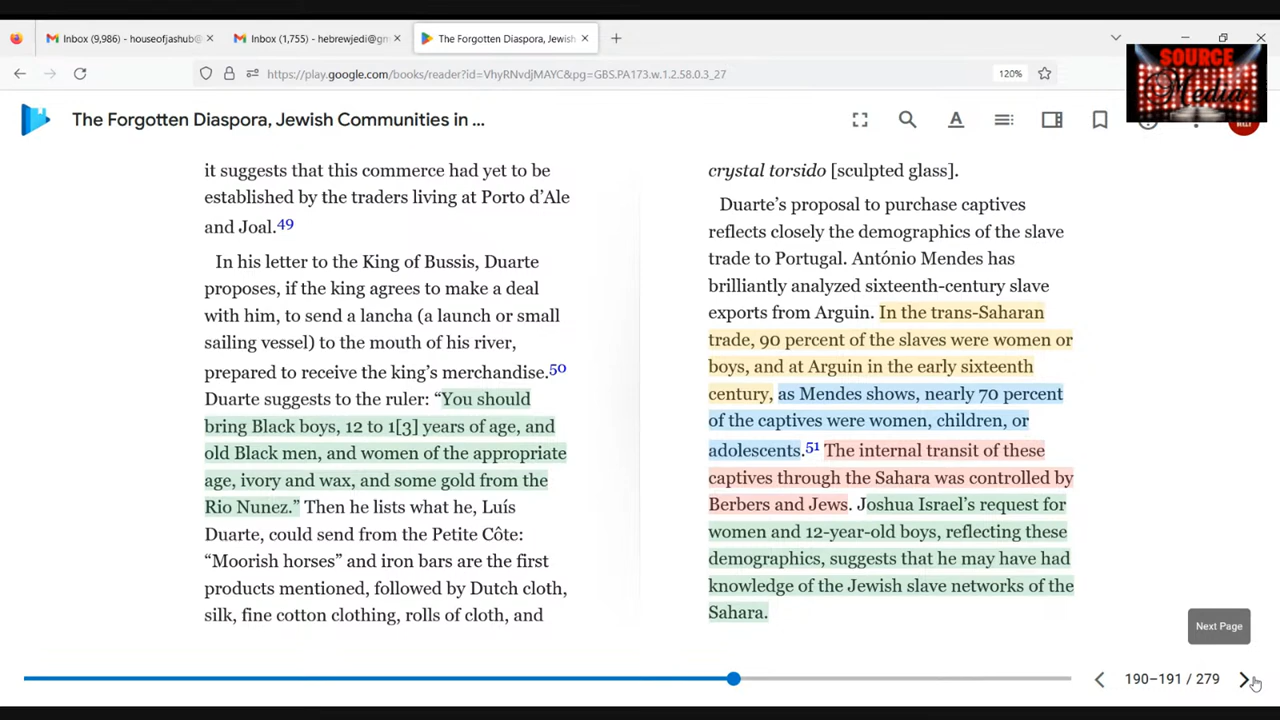 Inbox (9,986) - houseofjashub@
Inbox (1,755) - hebrewjedi@gm
The Forgotten Diaspora, Jewish
https://play.google.com/books/reader?id=VhyRNvdjMAYC&pg=GBS.PA173.w.1.2.58.0.3_27
120%
SOURCE
Media
The Forgotten Diaspora, Jewish Communities in ...
it suggests that this commerce had yet to be
established by the traders living at Porto d'Ale
and Joal.49
In his letter to the King of Bussis, Duarte
proposes, if the king agrees to make a deal
with him, to send a lancha (a launch or small
sailing vessel) to the mouth of his river,
prepared to receive the king's merchandise.50
Duarte suggests to the ruler: “You should
bring Black boys, 12 to 1[3] years of age, and
old Black men, and women of the appropriate
age, ivory and wax, and some gold from the
Rio Nunez.” Then he lists what he, Luís
Duarte, could send from the Petite Côte:
“Moorish horses” and iron bars are the first
products mentioned, followed by Dutch cloth,
silk, fine cotton clothing, rolls of cloth, and
crystal torsido [sculpted glass].
Duarte's proposal to purchase captives
reflects closely the demographics of the slave
trade to Portugal. António Mendes has
brilliantly analyzed sixteenth-century slave
exports from Arguin. In the trans-Saharan
trade, 90 percent of the slaves were women or
boys, and at Arguin in the early sixteenth
century, as Mendes shows, nearly 70 percent
of the captives were women, children, or
adolescents.51 The internal transit of these
captives through the Sahara was controlled by
Berbers and Jews. Joshua Israel's request for
women and 12-year-old boys, reflecting these
demographics, suggests that he may have had
knowledge of the Jewish slave networks of the
Sahara.
Next Page
190–191 / 279